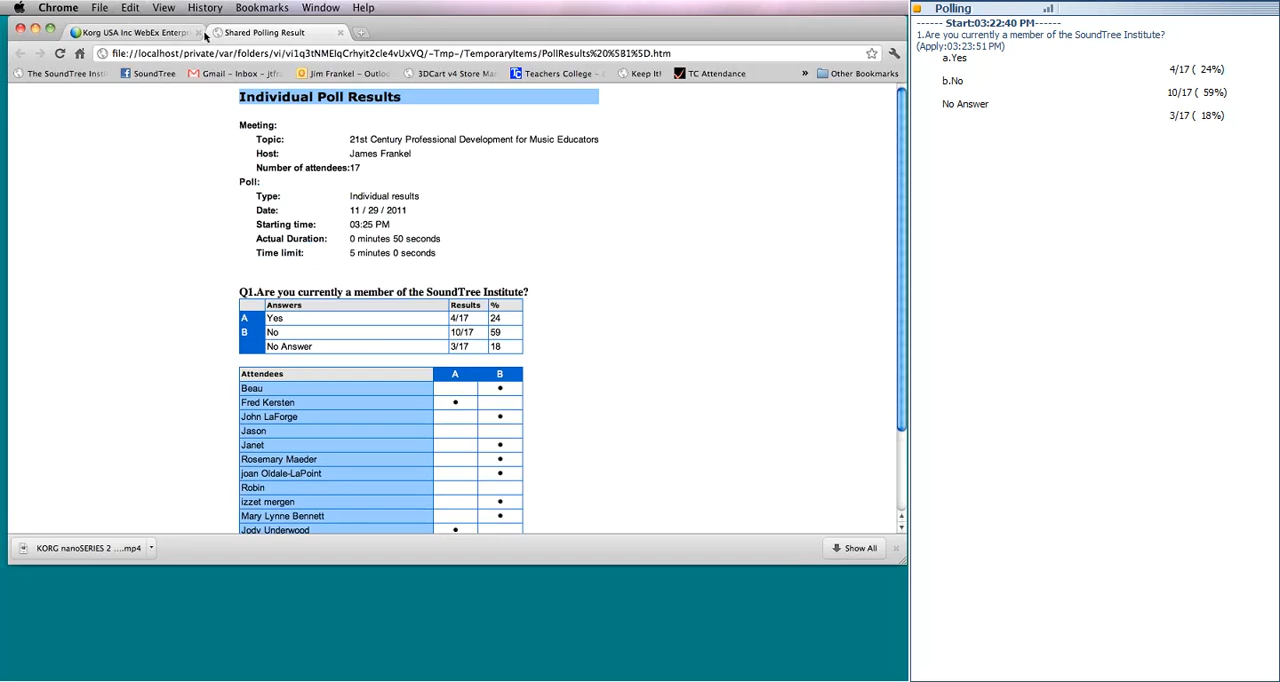 Chrome File Edit View History Bookmarks Window Help
Korg USA Inc WebEx Enterpr
Shared Polling Result
file://localhost/private/var/folders/vi/vi1q3tNMElqCrhyit2cle4vUxVQ/-Tmp-/TemporaryItems/PollResults%20%5B1%5D.htm
The SoundTree Insti SoundTree Gmail - Inbox - jtfra Jim Frankel - Outloo 3DCart v4 Store Man Teachers College - Keep It! TC Attendance » Other Bookmarks
Individual Poll Results
Meeting:
Topic: 21st Century Professional Development for Music Educators
Host: James Frankel
Number of attendees:17
Poll:
Type: Individual results
Date: 11 / 29 / 2011
Starting time: 03:25 PM
Actual Duration: 0 minutes 50 seconds
Time limit: 5 minutes 0 seconds
Q1.Are you currently a member of the SoundTree Institute?
Answers Results %
A Yes 4/17 24
B No 10/17 59
No Answer 3/17 18
Attendees A B
Beau •
Fred Kersten •
John LaForge •
Jason
Janet •
Rosemary Maeder •
joan Oldale-LaPoint •
Robin
izzet mergen •
Mary Lynne Bennett •
Jody Underwood •
KORG nanoSERIES 2 ....mp4
Show All
Polling
------ Start:03:22:40 PM------
1.Are you currently a member of the SoundTree Institute?
(Apply:03:23:51 PM)
a.Yes
4/17 ( 24%)
b.No
10/17 ( 59%)
No Answer
3/17 ( 18%)